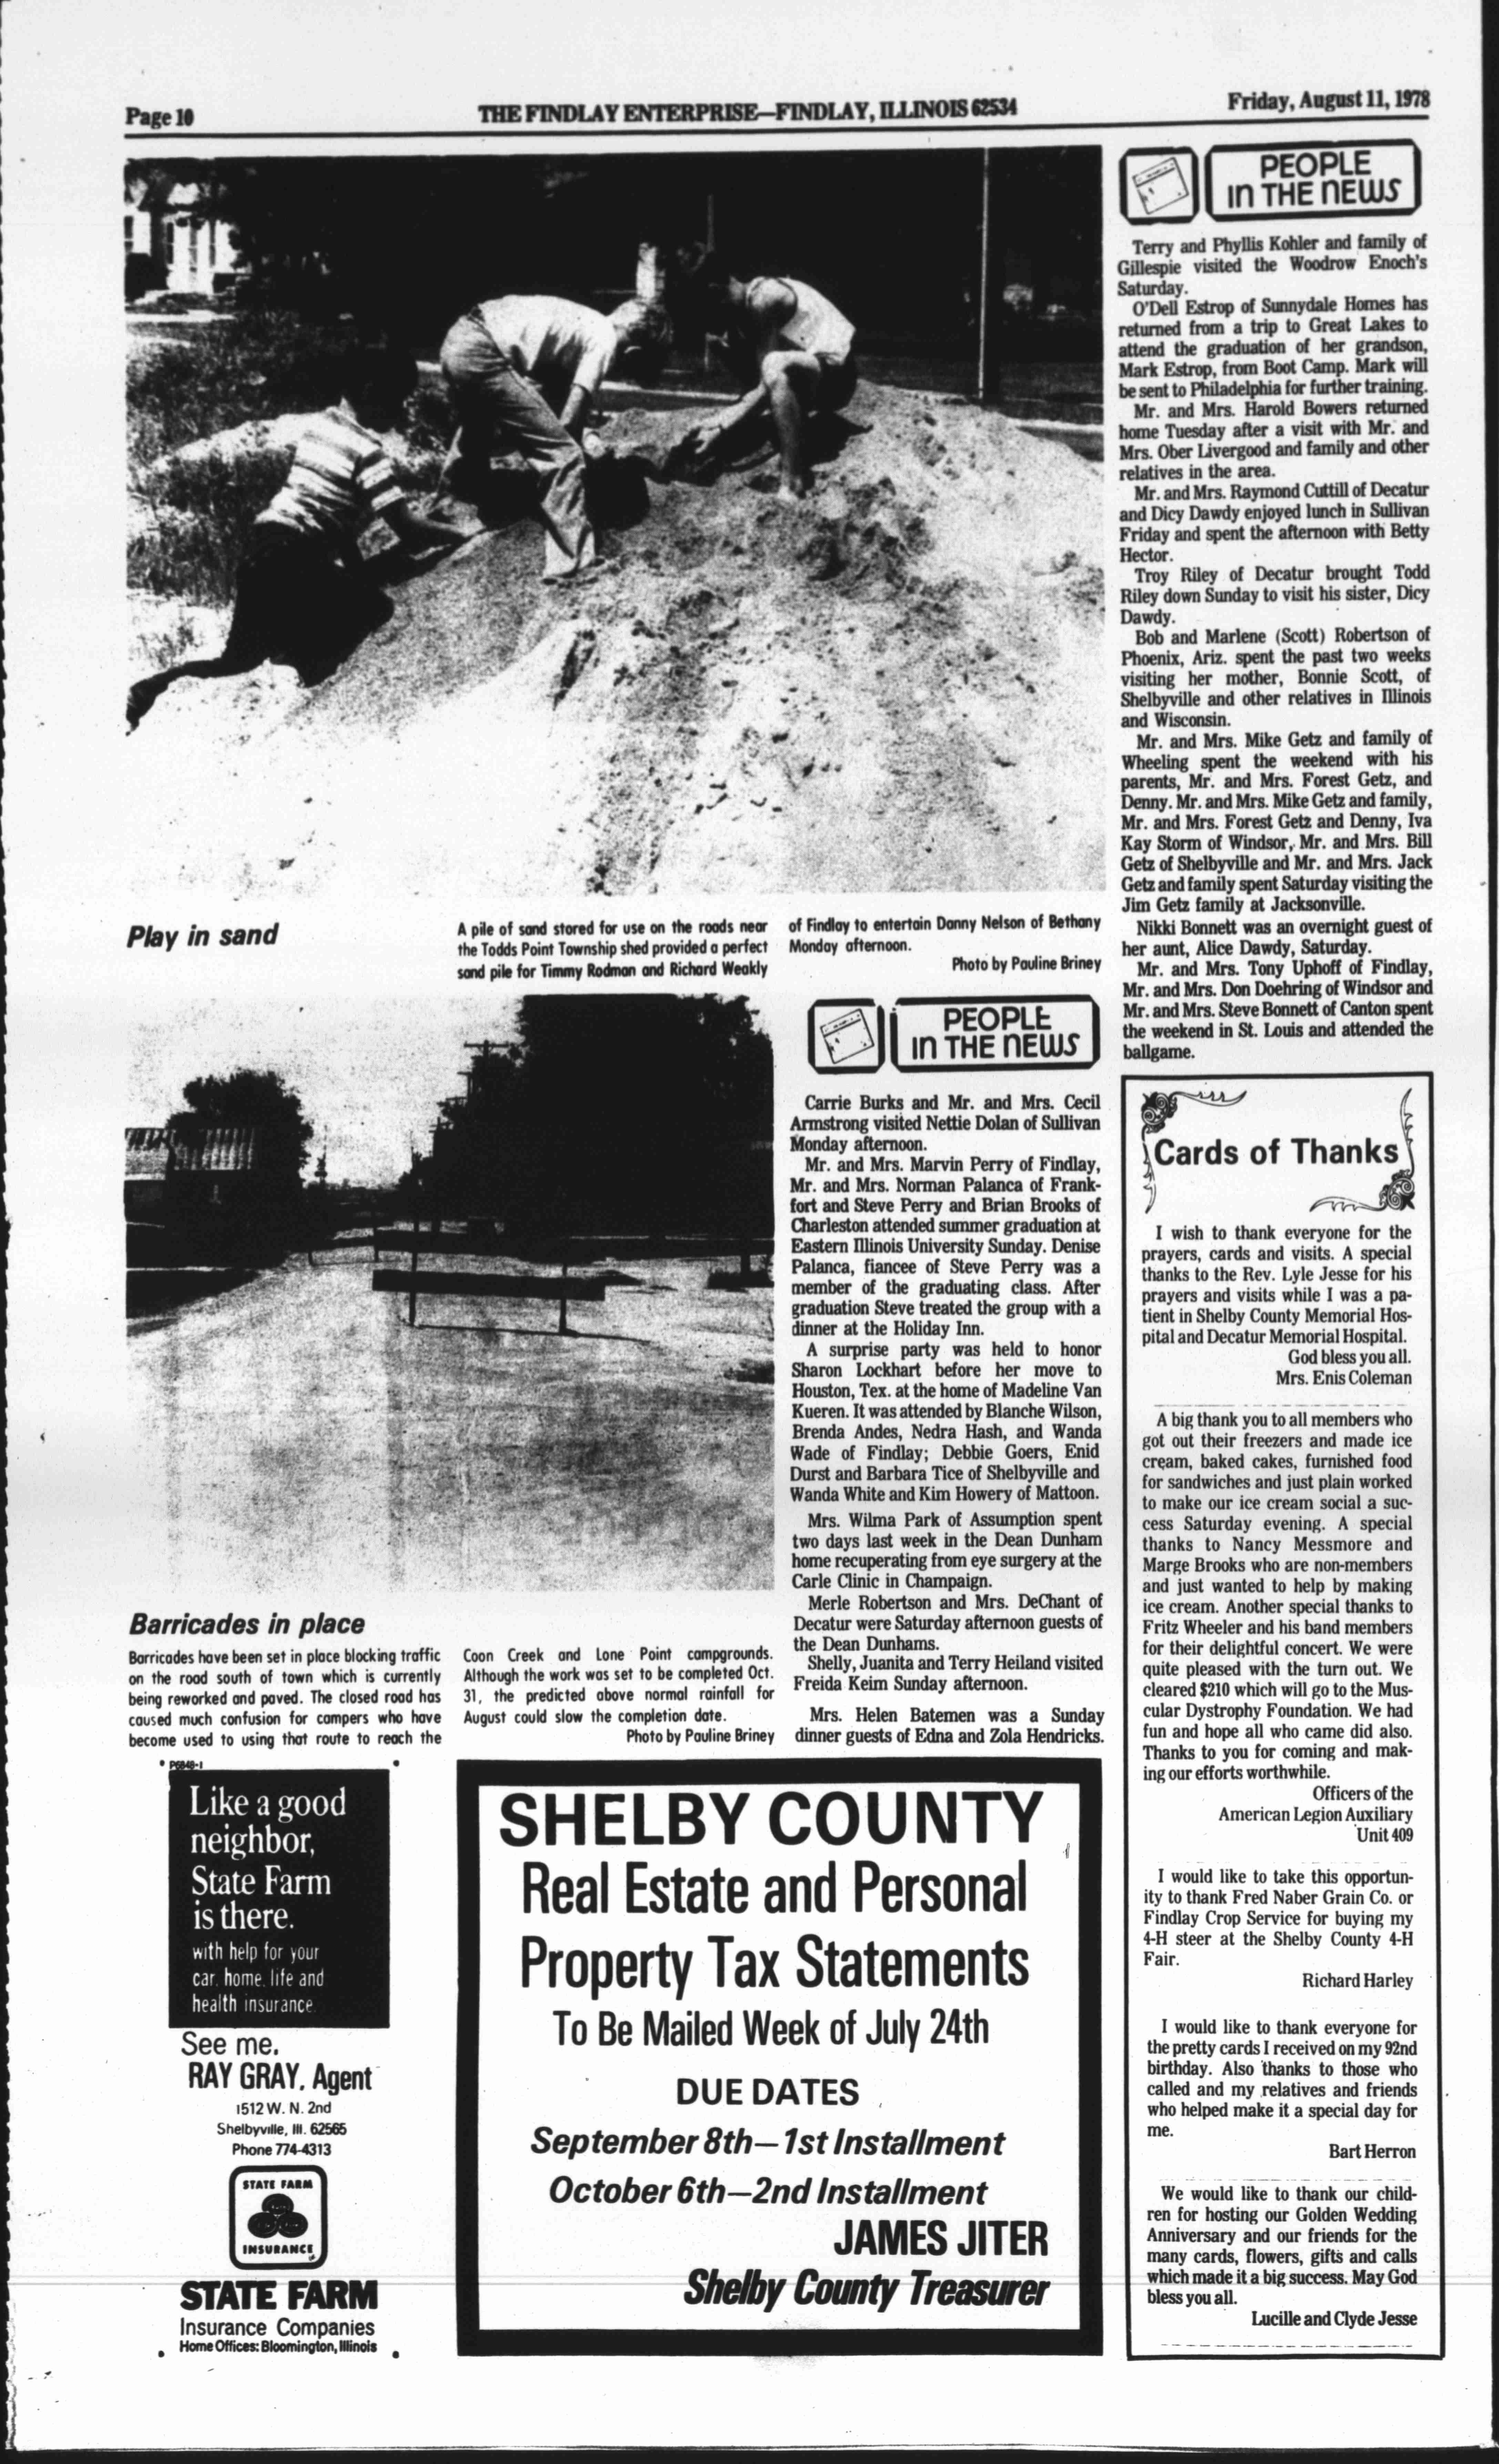 Page 10
THE FINDLAY ENTERPRISE—FINDLAY, ILLINOIS 62534
Friday, August 11, 1978
Play in sand
A pile of sand stored for use on the roads near
the Todds Point Township shed provided a perfect
sand pile for Timmy Rodman and Richard Weakly
of Findlay to entertain Danny Nelson of Bethany
Monday afternoon.
Photo by Pauline Briney
Barricades in place
Barricades have been set in place blocking traffic
on the road south of town which is currently
being reworked and paved. The closed road has
caused much confusion for campers who have
become used to using that route to reach the
Coon Creek and Lone Point campgrounds.
Although the work was set to be completed Oct.
31, the predicted above normal rainfall for
August could slow the completion date.
Photo by Pauline Briney
PEOPLE
IN THE NEWS
Carrie Burks and Mr. and Mrs. Cecil
Armstrong visited Nettie Dolan of Sullivan
Monday afternoon.
Mr. and Mrs. Marvin Perry of Findlay,
Mr. and Mrs. Norman Palanca of Frank-
fort and Steve Perry and Brian Brooks of
Charleston attended summer graduation at
Eastern Illinois University Sunday. Denise
Palanca, fiancee of Steve Perry was a
member of the graduating class. After
graduation Steve treated the group with a
dinner at the Holiday Inn.
A surprise party was held to honor
Sharon Lockhart before her move to
Houston, Tex. at the home of Madeline Van
Kueren. It was attended by Blanche Wilson,
Brenda Andes, Nedra Hash, and Wanda
Wade of Findlay; Debbie Goers, Enid
Durst and Barbara Tice of Shelbyville and
Wanda White and Kim Howery of Mattoon.
Mrs. Wilma Park of Assumption spent
two days last week in the Dean Dunham
home recuperating from eye surgery at the
Carle Clinic in Champaign.
Merle Robertson and Mrs. DeChant of
Decatur were Saturday afternoon guests of
the Dean Dunhams.
Shelly, Juanita and Terry Heiland visited
Freida Keim Sunday afternoon.
Mrs. Helen Batemen was a Sunday
dinner guests of Edna and Zola Hendricks.
PEOPLE
IN THE NEWS
Terry and Phyllis Kohler and family of
Gillespie visited the Woodrow Enoch's
Saturday.
O'Dell Estrop of Sunnydale Homes has
returned from a trip to Great Lakes to
attend the graduation of her grandson,
Mark Estrop, from Boot Camp. Mark will
be sent to Philadelphia for further training.
Mr. and Mrs. Harold Bowers returned
home Tuesday after a visit with Mr. and
Mrs. Ober Livergood and family and other
relatives in the area.
Mr. and Mrs. Raymond Cuttill of Decatur
and Dicy Dawdy enjoyed lunch in Sullivan
Friday and spent the afternoon with Betty
Hector.
Troy Riley of Decatur brought Todd
Riley down Sunday to visit his sister, Dicy
Dawdy.
Bob and Marlene (Scott) Robertson of
Phoenix, Ariz. spent the past two weeks
visiting her mother, Bonnie Scott, of
Shelbyville and other relatives in Illinois
and Wisconsin.
Mr. and Mrs. Mike Getz and family of
Wheeling spent the weekend with his
parents, Mr. and Mrs. Forest Getz, and
Denny. Mr. and Mrs. Mike Getz and family,
Mr. and Mrs. Forest Getz and Denny, Iva
Kay Storm of Windsor, Mr. and Mrs. Bill
Getz of Shelbyville and Mr. and Mrs. Jack
Getz and family spent Saturday visiting the
Jim Getz family at Jacksonville.
Nikki Bonnett was an overnight guest of
her aunt, Alice Dawdy, Saturday.
Mr. and Mrs. Tony Uphoff of Findlay,
Mr. and Mrs. Don Doehring of Windsor and
Mr. and Mrs. Steve Bonnett of Canton spent
the weekend in St. Louis and attended the
ballgame.
Cards of Thanks
I wish to thank everyone for the
prayers, cards and visits. A special
thanks to the Rev. Lyle Jesse for his
prayers and visits while I was a pa-
tient in Shelby County Memorial Hos-
pital and Decatur Memorial Hospital.
God bless you all.
Mrs. Enis Coleman
A big thank you to all members who
got out their freezers and made ice
cream, baked cakes, furnished food
for sandwiches and just plain worked
to make our ice cream social a suc-
cess Saturday evening. A special
thanks to Nancy Messmore and
Marge Brooks who are non-members
and just wanted to help by making
ice cream. Another special thanks to
Fritz Wheeler and his band members
for their delightful concert. We were
quite pleased with the turn out. We
cleared $210 which will go to the Mus-
cular Dystrophy Foundation. We had
fun and hope all who came did also.
Thanks to you for coming and mak-
ing our efforts worthwhile.
Officers of the
American Legion Auxiliary
Unit 409
I would like to take this opportun-
ity to thank Fred Naber Grain Co. or
Findlay Crop Service for buying my
4-H steer at the Shelby County 4-H
Fair.
Richard Harley
I would like to thank everyone for
the pretty cards I received on my 92nd
birthday. Also thanks to those who
called and my relatives and friends
who helped make it a special day for
me.
Bart Herron
We would like to thank our child-
ren for hosting our Golden Wedding
Anniversary and our friends for the
many cards, flowers, gifts and calls
which made it a big success. May God
bless you all.
Lucille and Clyde Jesse
P6848-1
Like a good
neighbor,
State Farm
is there.
with help for your
car, home, life and
health insurance.
See me.
RAY GRAY, Agent
1512 W. N. 2nd
Shelbyville, Ill. 62565
Phone 774-4313
STATE FARM
INSURANCE
STATE FARM
Insurance Companies
Home Offices: Bloomington, Illinois
SHELBY COUNTY
Real Estate and Personal
Property Tax Statements
To Be Mailed Week of July 24th
DUE DATES
September 8th—1st Installment
October 6th—2nd Installment
JAMES JITER
Shelby County Treasurer